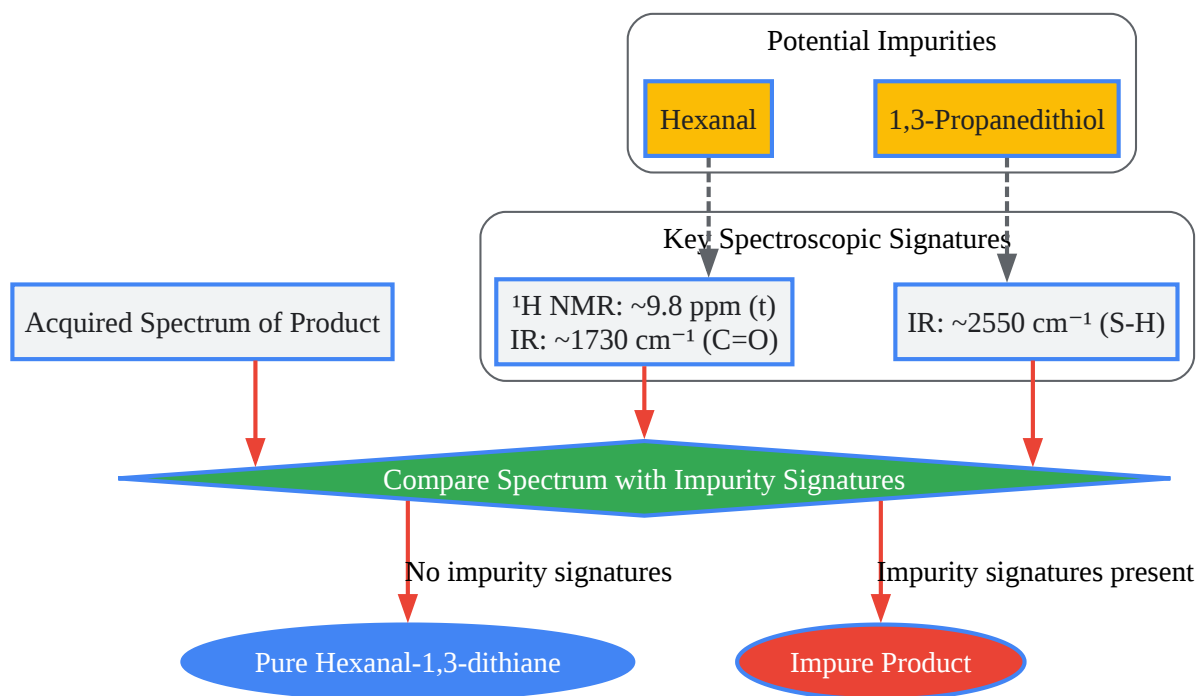 Potential Impurities
Hexanal
1,3-Propanedithiol
Key Spectroscopic Signatures
Acquired Spectrum of Product
¹H NMR: ~9.8 ppm (t)
IR: ~1730 cm⁻¹ (C=O)
IR: ~2550 cm⁻¹ (S-H)
Compare Spectrum with Impurity Signatures
No impurity signatures
Impurity signatures present
Pure Hexanal-1,3-dithiane
Impure Product